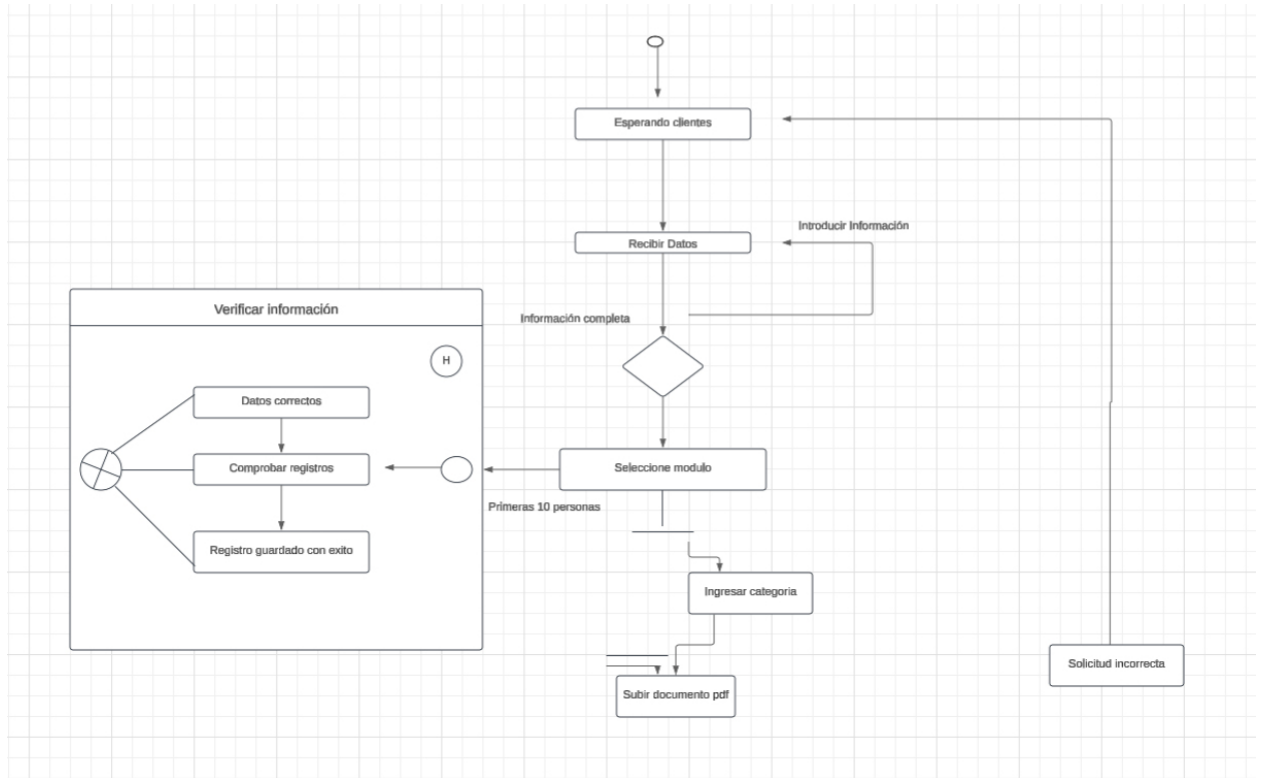 Esperando clientes
Introducir Información
Recibir Datos
Verificar información
Información completa
H
Datos correctos
Comprobar registros
Seleccione modulo
Primeras 10 personas
Registro guardado con exito
Ingresar categoria
Solicitud incorrecta
Subir documento pdf